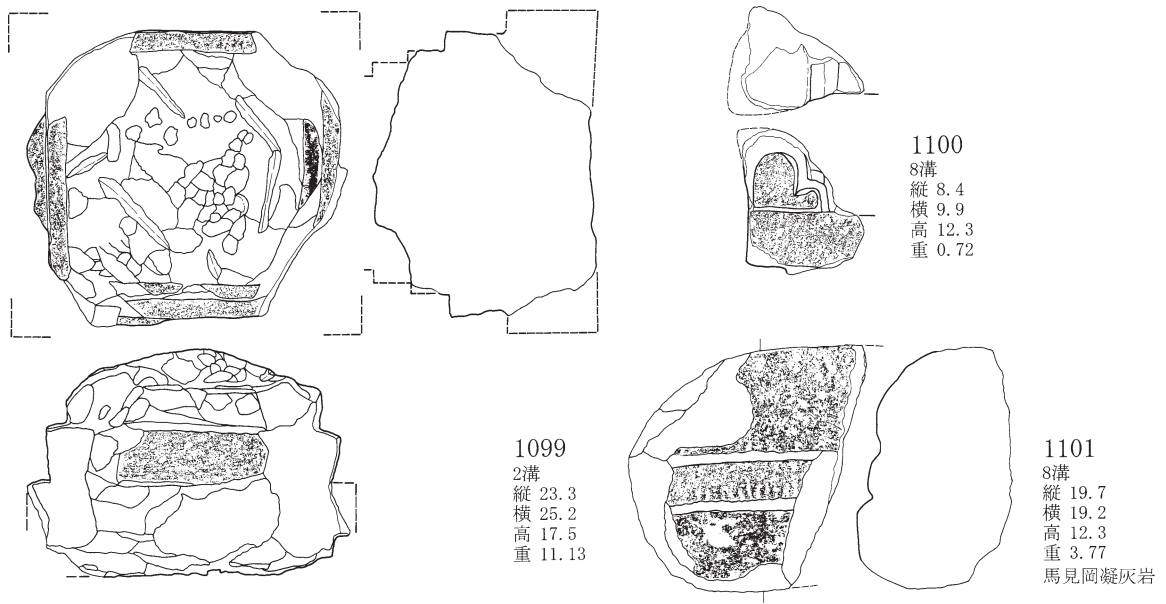 1099
2溝
縦 23.3
横 25.2
高 17.5
重 11.13
1100
8溝
縦 8.4
横 9.9
高 12.3
重 0.72
1101
8溝
縦 19.7
横 19.2
高 12.3
重 3.77
馬見岡凝灰岩